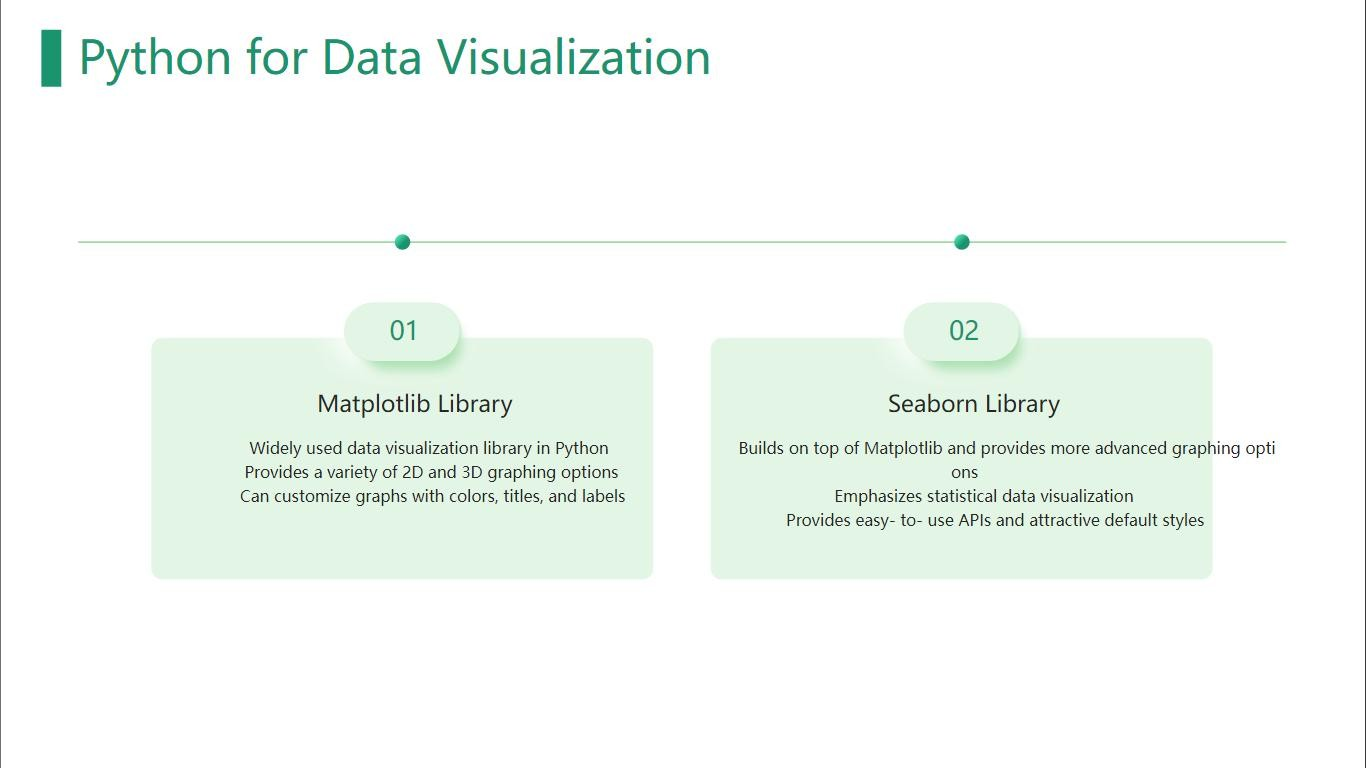 Python for Data Visualization
01
Matplotlib Library
Widely used data visualization library in Python
Provides a variety of 2D and 3D graphing options
Can customize graphs with colors, titles, and labels
02
Seaborn Library
Builds on top of Matplotlib and provides more advanced graphing opti
ons
Emphasizes statistical data visualization
Provides easy- to- use APIs and attractive default styles